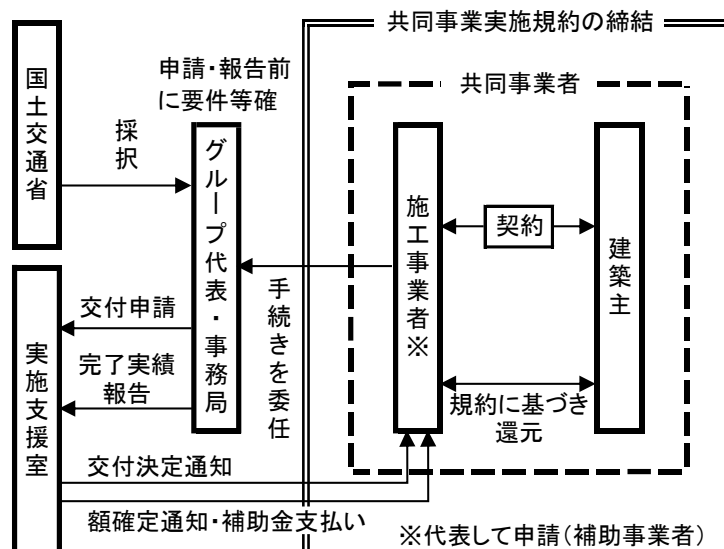 共同事業実施規約の締結
国土交通省
採択
申請・報告前
に要件等確
グループ代表・事務局
共同事業者
施工事業者※
契約
建築主
手続きを委任
実施支援室
交付申請
完了実績
報告
規約に基づき
還元
交付決定通知
額確定通知・補助金支払い
※代表して申請(補助事業者)